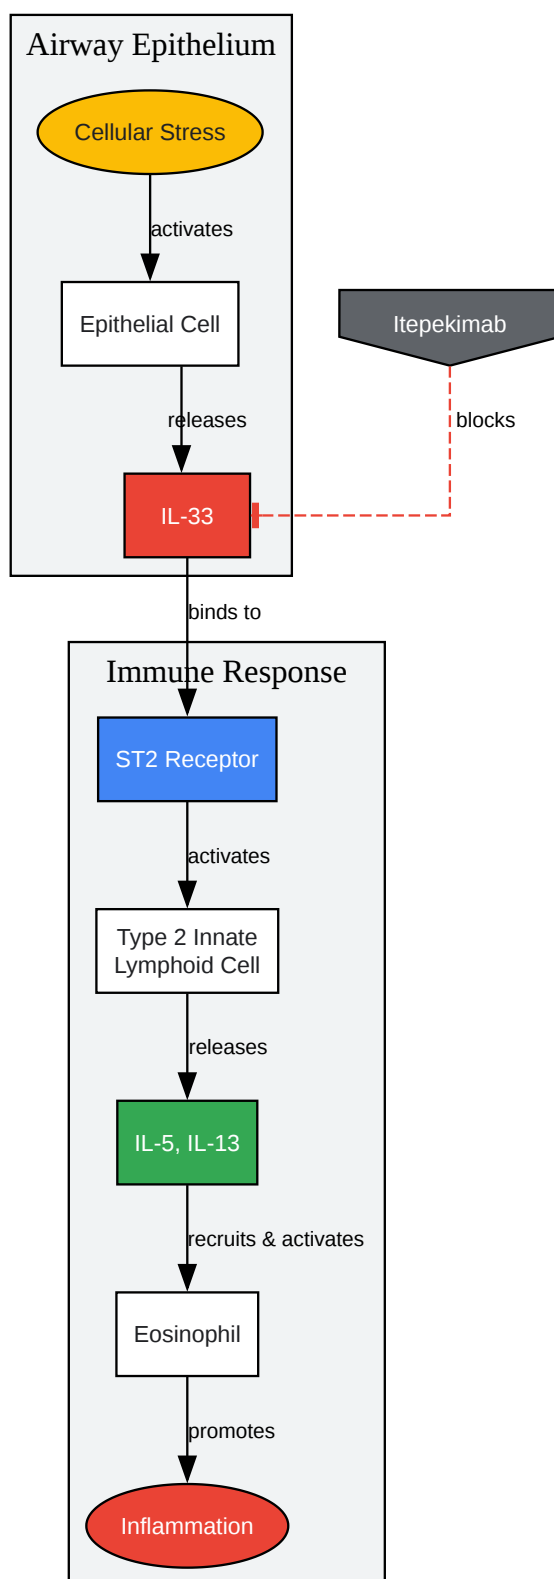 Airway Epithelium
Cellular Stress
activates
Epithelial Cell
Itepekimab
releases
blocks
IL-33
binds to
Immune Response
ST2 Receptor
activates
Type 2 Innate
Lymphoid Cell
releases
IL-5, IL-13
recruits & activates
Eosinophil
promotes
Inflammation